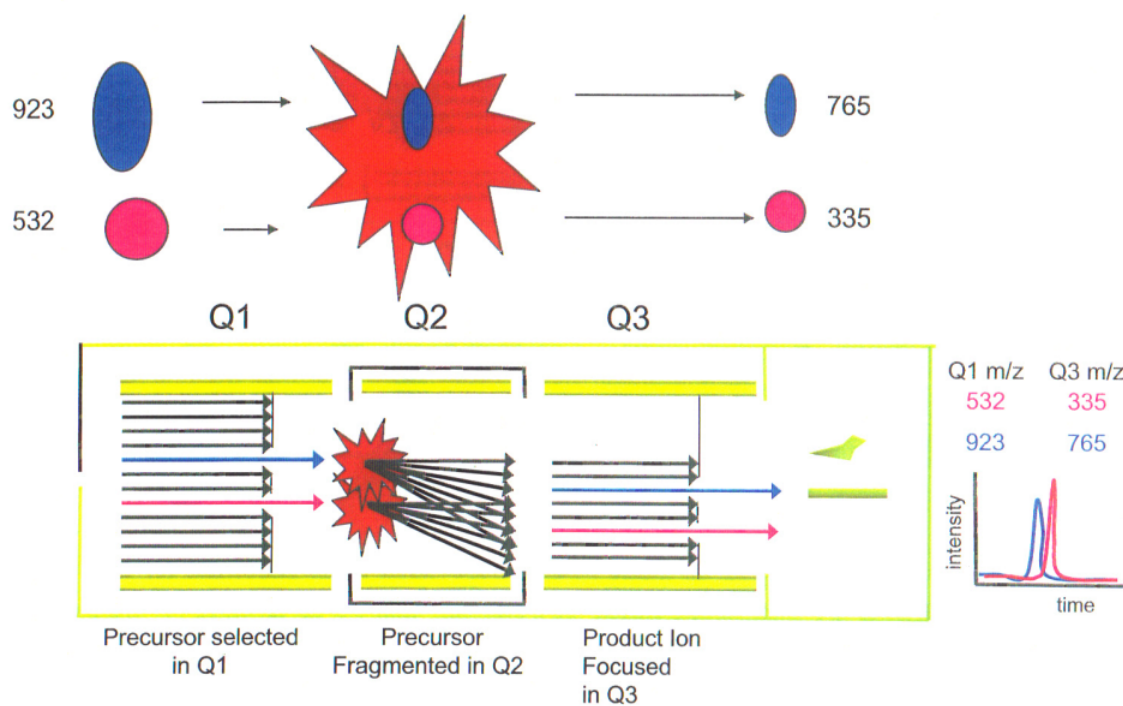 923
765
532
335
Q1
Q2
Q3
Q1 m/z
Q3 m/z
532
335
923
765
intensity
time
Precursor selected
in Q1
Precursor
Fragmented in Q2
Product Ion
Focused
in Q3